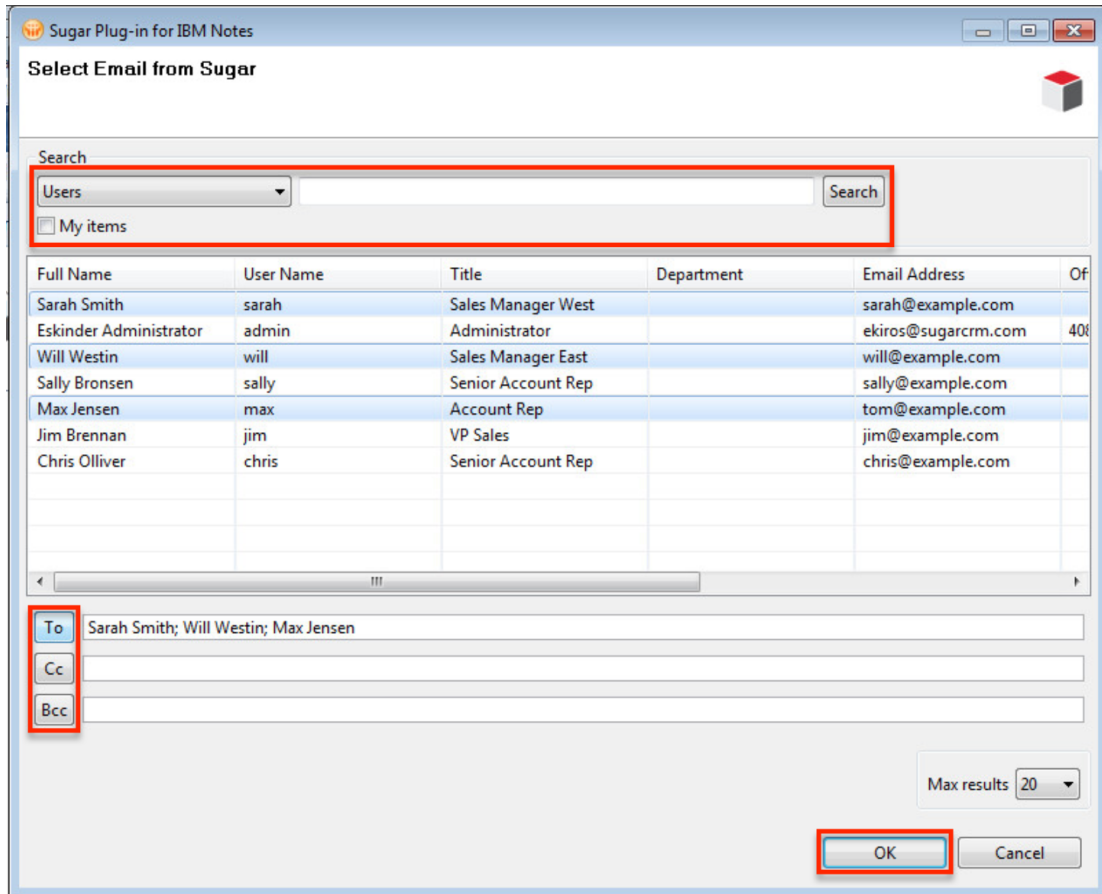 Sugar Plug-in for IBM Notes
Select Email from Sugar
Search
Users Search
My items
Full Name User Name Title Department Email Address Of
Sarah Smith sarah Sales Manager West sarah@example.com
Eskinder Administrator admin Administrator ekiros@sugarcrm.com 408
Will Westin will Sales Manager East will@example.com
Sally Bronsen sally Senior Account Rep sally@example.com
Max Jensen max Account Rep tom@example.com
Jim Brennan jim VP Sales jim@example.com
Chris Olliver chris Senior Account Rep chris@example.com
To Sarah Smith; Will Westin; Max Jensen
Cc
Bcc
Max results 20
OK Cancel